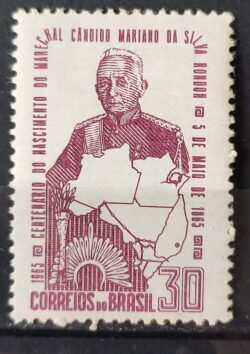 1965 CENTENÁRIO DO NASCIMENTO DO MARECHAL CÂNDIDO MARIANO DA SILVA RONDON 5 DE MAIO DE 1865
CORREIOS DO BRASIL 30